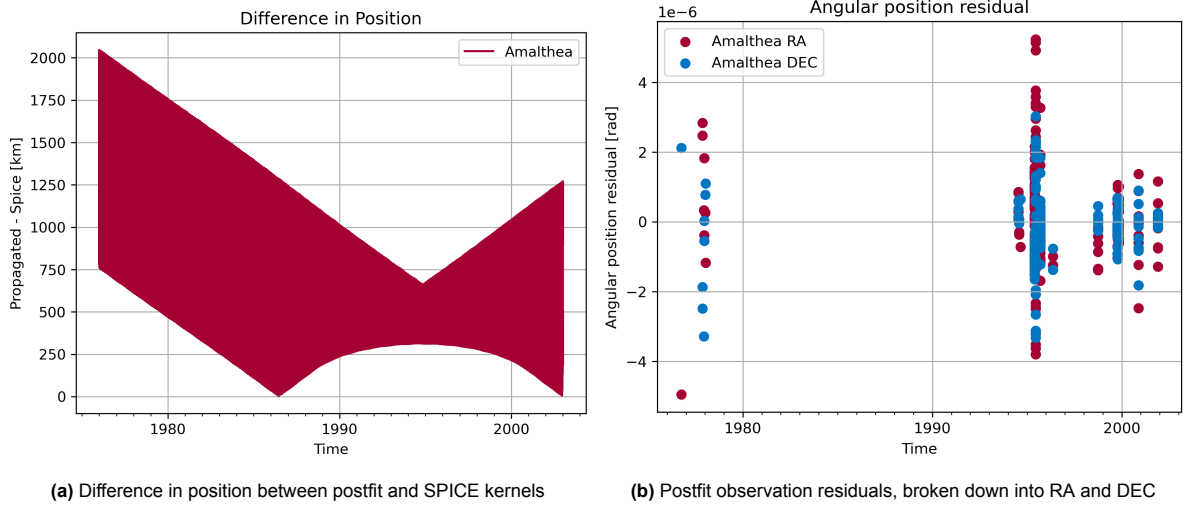 Difference in Position
Propagated - Spice [km]
2000
1750
1500
1250
1000
750
500
250
0
Amalthea
1980
1990
2000
Time
(a) Difference in position between postfit and SPICE kernels
Angular position residual
1e−6
Angular position residual [rad]
4
2
0
−2
−4
Amalthea RA
Amalthea DEC
1980
1990
2000
Time
(b) Postfit observation residuals, broken down into RA and DEC